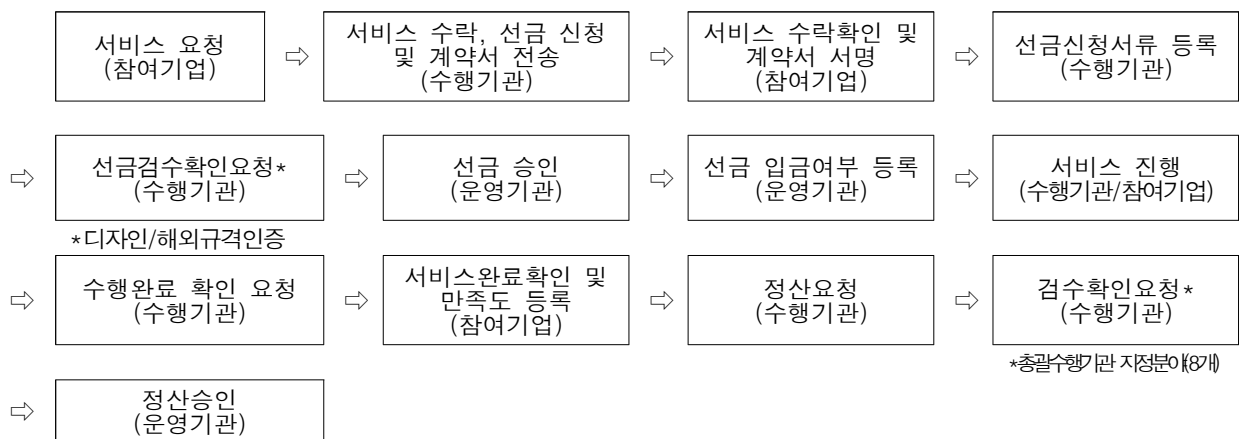 서비스 요청
(참여기업)
⇨
서비스 수락, 선금 신청
및 계약서 전송
(수행기관)
⇨
서비스 수락확인 및
계약서 서명
(참여기업)
⇨
선금신청서류 등록
(수행기관)
⇨
선금검수확인요청*
(수행기관)
*디자인/해외규격인증
⇨
선금 승인
(운영기관)
⇨
선금 입금여부 등록
(운영기관)
⇨
서비스 진행
(수행기관/참여기업)
⇨
수행완료 확인 요청
(수행기관)
⇨
서비스완료확인 및
만족도 등록
(참여기업)
⇨
정산요청
(수행기관)
⇨
검수확인요청*
(수행기관)
*총괄수행기관 지정분야(8개)
⇨
정산승인
(운영기관)